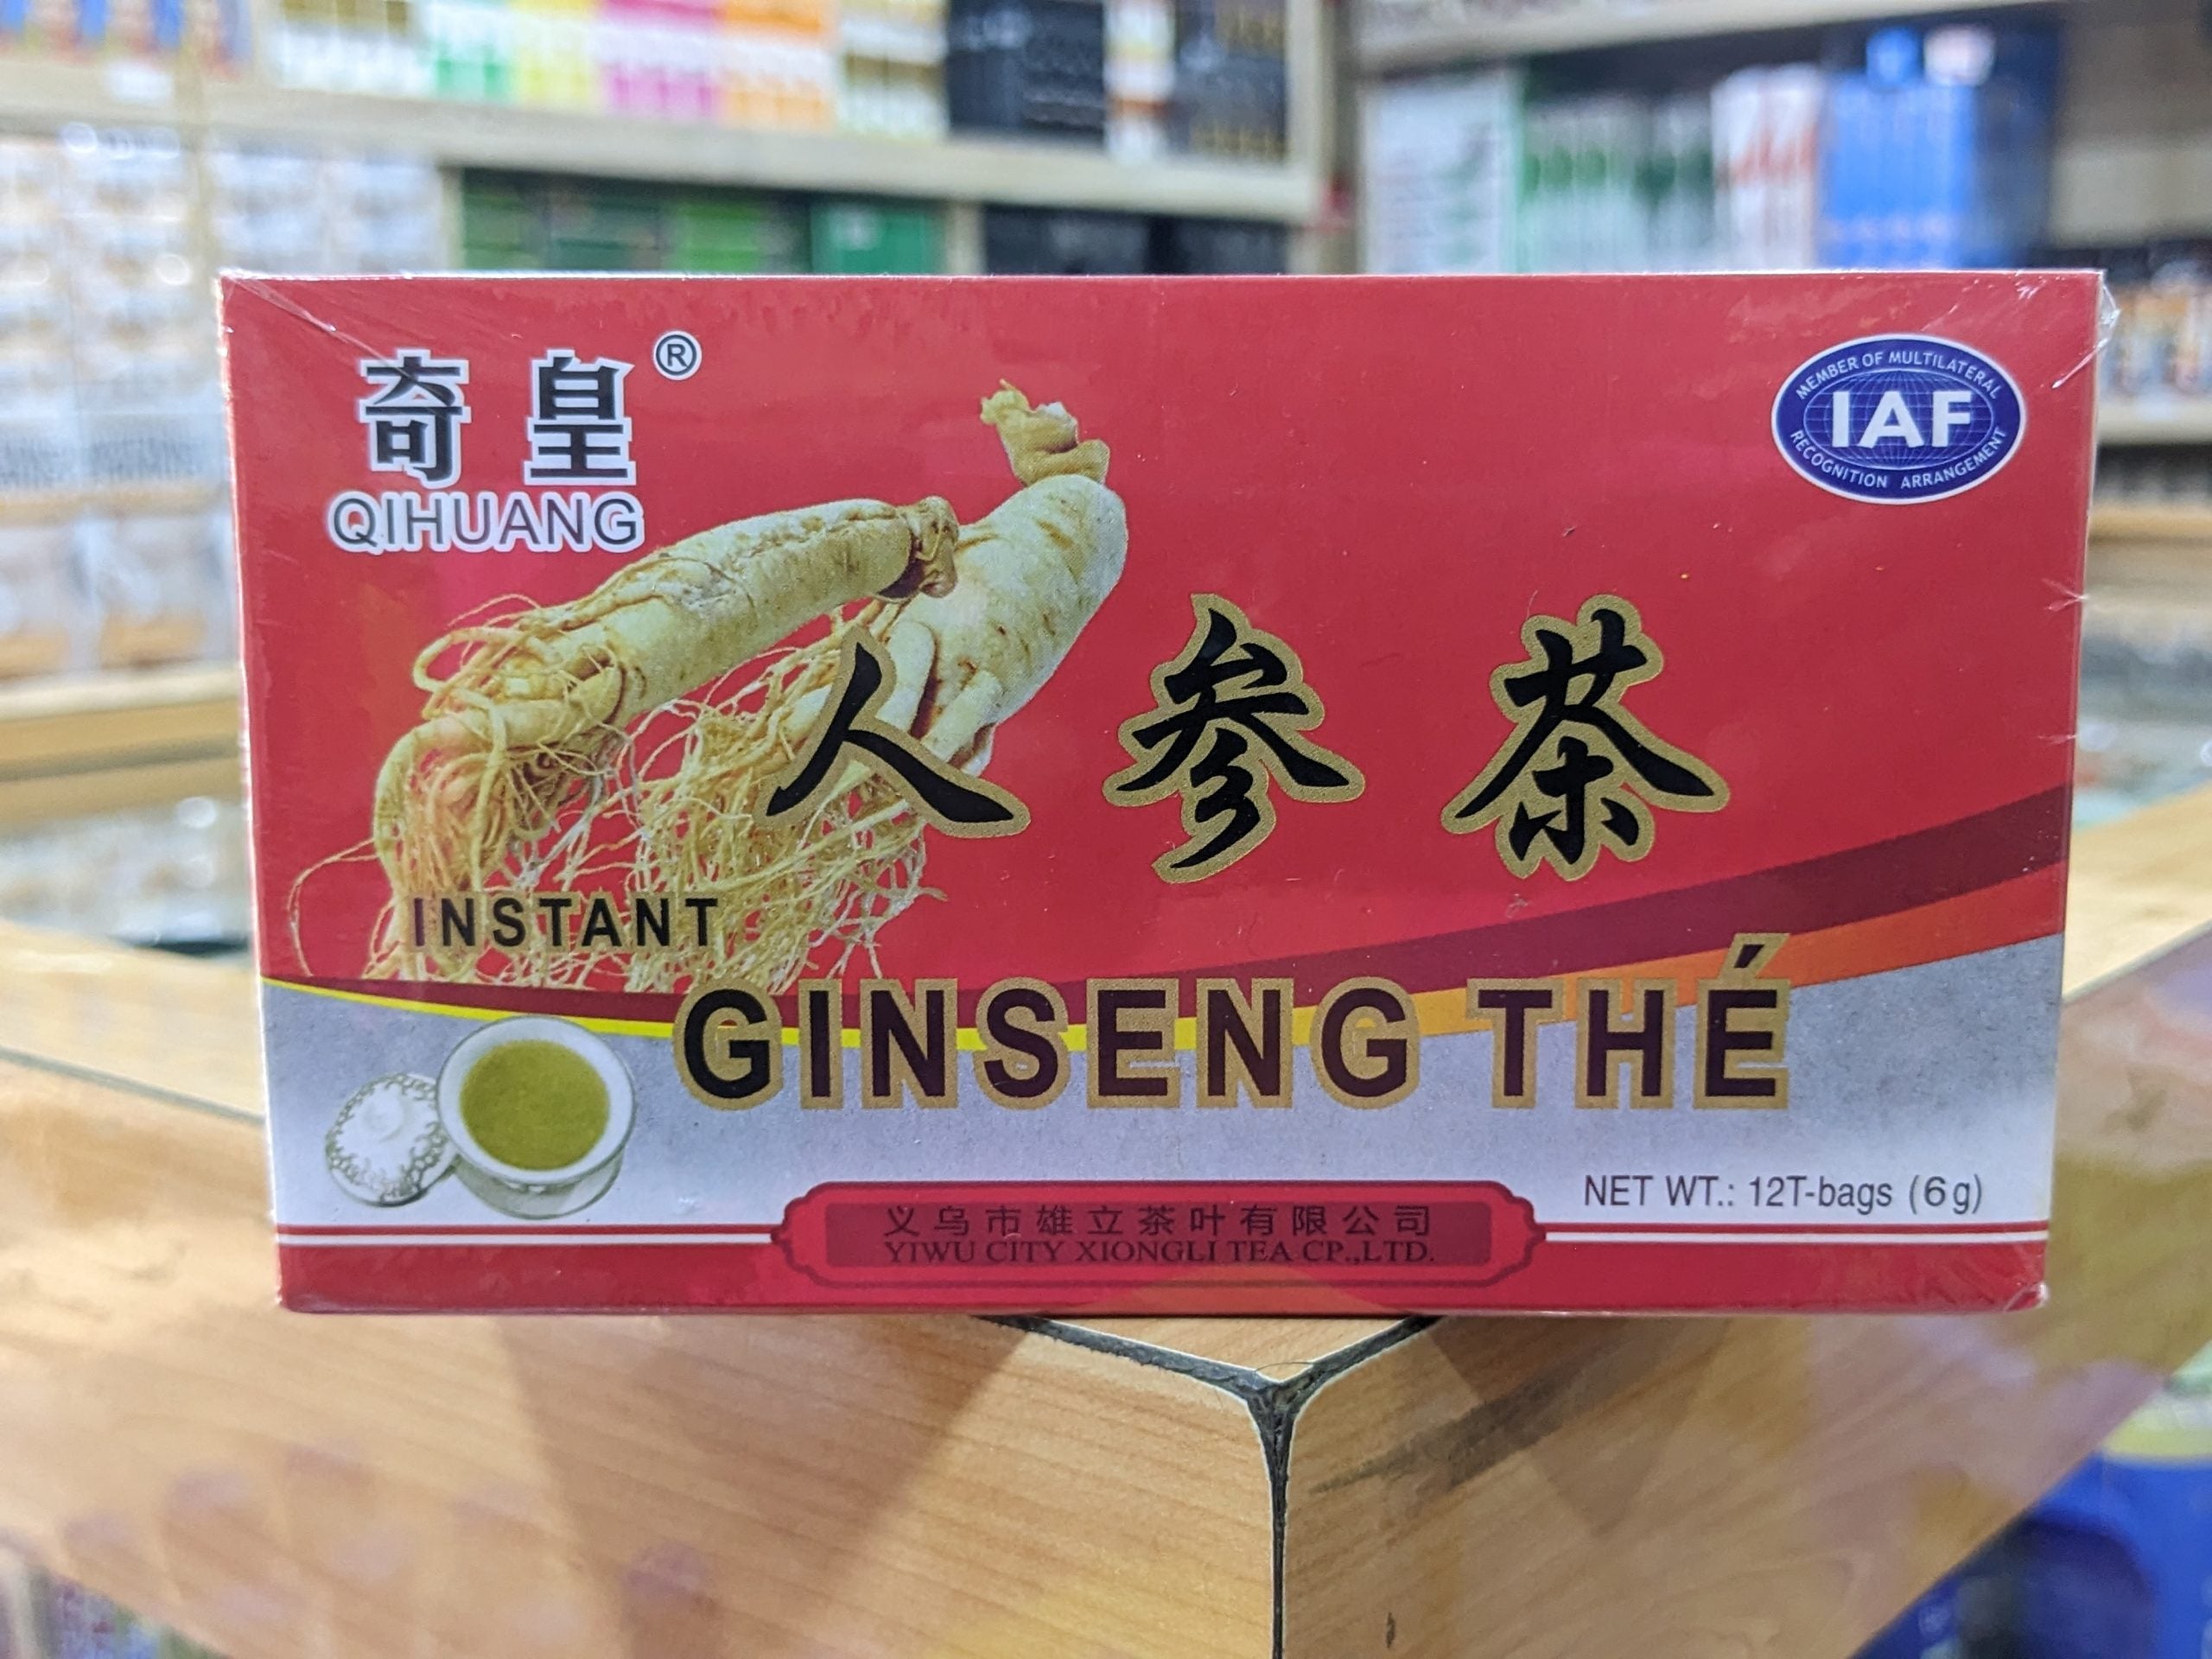 奇皇®
QIHUANG
MEMBER OF MULTILATERAL
IAF
RECOGNITION ARRANGEMENT
人参茶
INSTANT
GINSENG THÉ
NET WT.: 12T-bags (6g)
义乌市雄立茶叶有限公司
YIWU CITY XIONGLI TEA CP.,LTD.